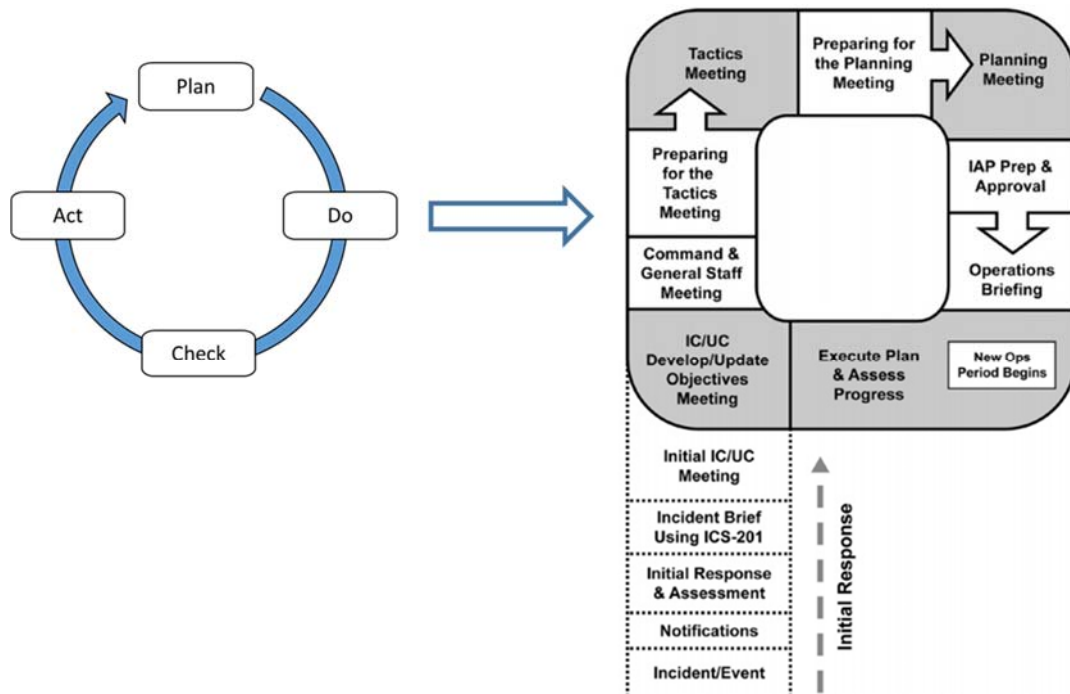 Plan
Do
Check
Act
Tactics
Meeting
Preparing for
the Planning
Meeting
Planning
Meeting
Preparing
for the
Tactics
Meeting
IAP Prep &
Approval
Command &
General Staff
Meeting
Operations
Briefing
IC/UC
Develop/Update
Objectives
Meeting
Execute Plan
& Assess
Progress
New Ops
Period Begins
Initial IC/UC
Meeting
Incident Brief
Using ICS-201
Initial Response
& Assessment
Notifications
Incident/Event
Initial Response